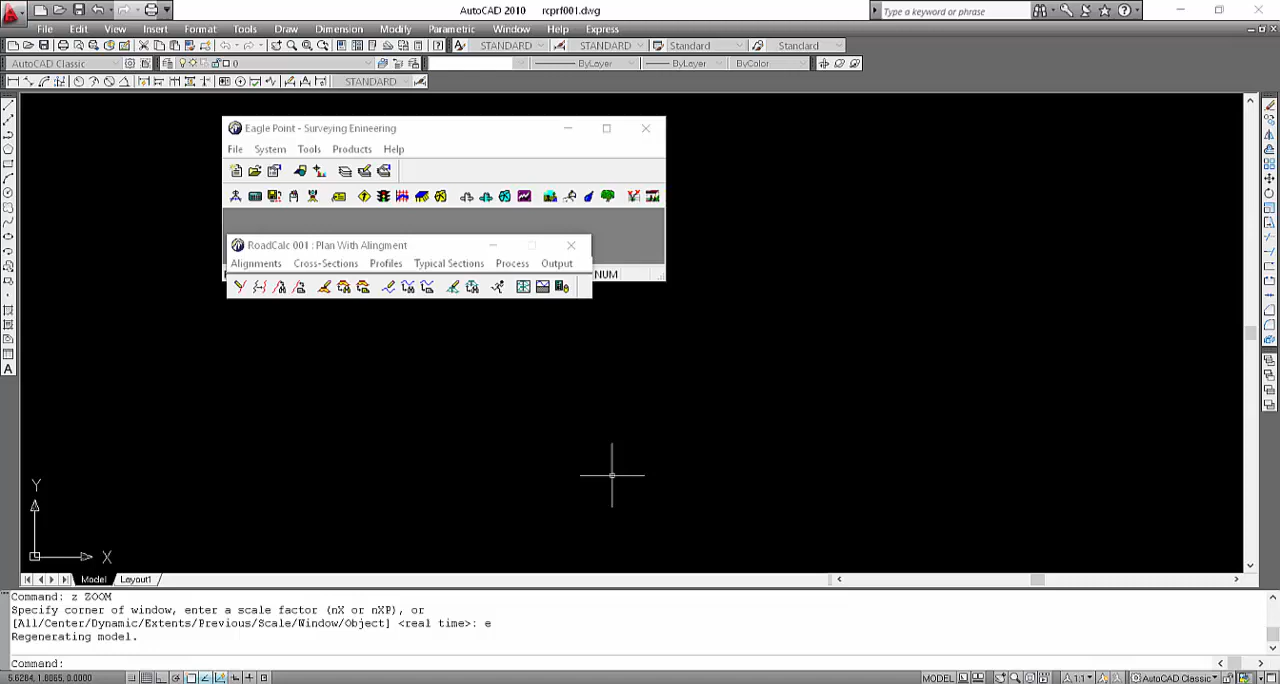 AutoCAD 2010 rcprf001.dwg
Type a keyword or phrase
File Edit View Insert Format Tools Draw Dimension Modify Parametric Window Help Express
STANDARD STANDARD Standard Standard
AutoCAD Classic 0 ByLayer ByLayer ByColor
STANDARD
Eagle Point - Surveying Enineering
File System Tools Products Help
RoadCalc 001 : Plan With Alingment
Alignments Cross-Sections Profiles Typical Sections Process Output
NUM
Y
X
Model Layout1
Command: z ZOOM
Specify corner of window, enter a scale factor (nX or nXP), or
[All/Center/Dynamic/Extents/Previous/Scale/Window/Object] <real time>: e
Regenerating model.
Command:
5.6284, 1.8065, 0.0000 MODEL 1:1 AutoCAD Classic